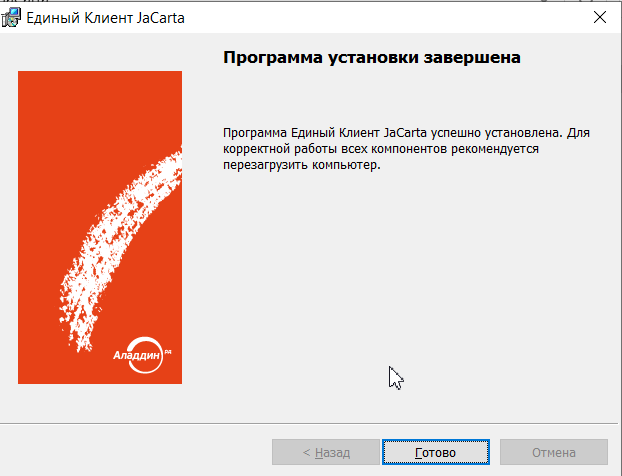 Единый Клиент JaCarta
Программа установки завершена
Программа Единый Клиент JaCarta успешно установлена. Для
корректной работы всех компонентов рекомендуется
перезагрузить компьютер.
Аладдин РД
< Назад
Готово
Отмена